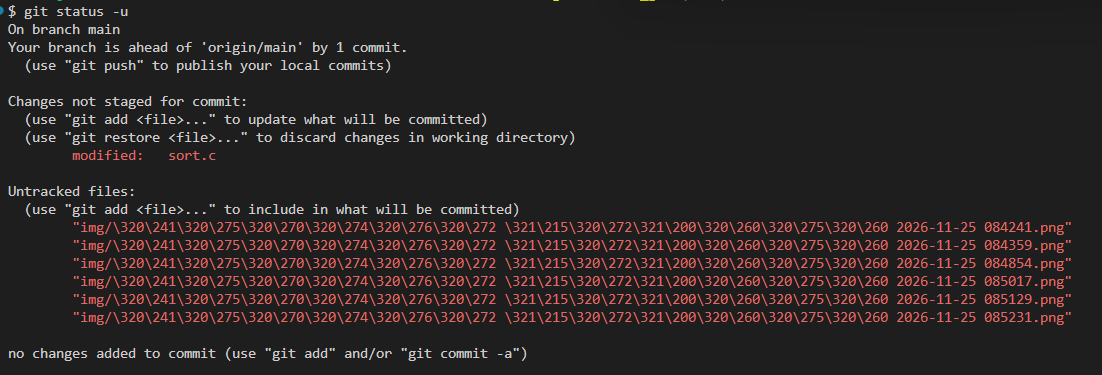 $ git status -u
On branch main
Your branch is ahead of 'origin/main' by 1 commit.
  (use "git push" to publish your local commits)

Changes not staged for commit:
  (use "git add <file>..." to update what will be committed)
  (use "git restore <file>..." to discard changes in working directory)
        modified:   sort.c

Untracked files:
  (use "git add <file>..." to include in what will be committed)
        "img/\320\241\320\275\320\270\320\274\320\276\320\272 \321\215\320\272\321\200\320\260\320\275\320\260 2026-11-25 084241.png"
        "img/\320\241\320\275\320\270\320\274\320\276\320\272 \321\215\320\272\321\200\320\260\320\275\320\260 2026-11-25 084359.png"
        "img/\320\241\320\275\320\270\320\274\320\276\320\272 \321\215\320\272\321\200\320\260\320\275\320\260 2026-11-25 084854.png"
        "img/\320\241\320\275\320\270\320\274\320\276\320\272 \321\215\320\272\321\200\320\260\320\275\320\260 2026-11-25 085017.png"
        "img/\320\241\320\275\320\270\320\274\320\276\320\272 \321\215\320\272\321\200\320\260\320\275\320\260 2026-11-25 085129.png"
        "img/\320\241\320\275\320\270\320\274\320\276\320\272 \321\215\320\272\321\200\320\260\320\275\320\260 2026-11-25 085231.png"

no changes added to commit (use "git add" and/or "git commit -a")